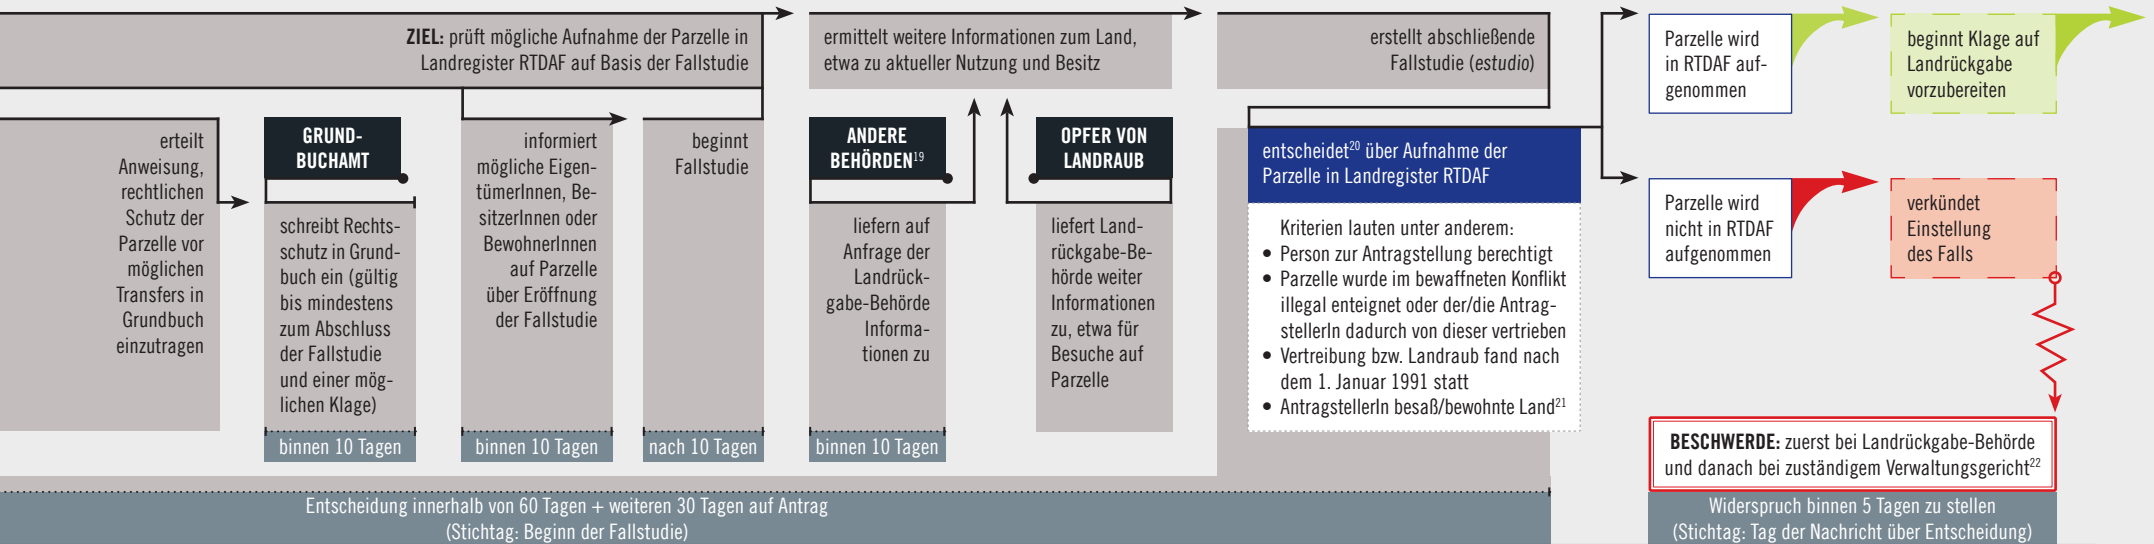 ZIEL: prüft mögliche Aufnahme der Parzelle in
Landregister RTDAF auf Basis der Fallstudie
erteilt
Anweisung,
rechtlichen
Schutz der
Parzelle vor
möglichen
Transfers in
Grundbuch
einzutragen
GRUND-
BUCHAMT
schreibt Rechts-
schutz in Grund-
buch ein (gültig
bis mindestens
zum Abschluss
der Fallstudie
und einer mög-
lichen Klage)
binnen 10 Tagen
informiert
mögliche Eigen-
tümerInnen, Be-
sitzerInnen oder
BewohnerInnen
auf Parzelle
über Eröffnung
der Fallstudie
binnen 10 Tagen
beginnt
Fallstudie
nach 10 Tagen
ermittelt weitere Informationen zum Land,
etwa zu aktueller Nutzung und Besitz
ANDERE
BEHÖRDEN19
liefern auf
Anfrage der
Landrück-
gabe-Behörde
Informa-
tionen zu
binnen 10 Tagen
OPFER VON
LANDRAUB
liefert Land-
rückgabe-Be-
hörde weiter
Informationen
zu, etwa für
Besuche auf
Parzelle
erstellt abschließende
Fallstudie (estudio)
entscheidet20 über Aufnahme der
Parzelle in Landregister RTDAF
Kriterien lauten unter anderem:
• Person zur Antragstellung berechtigt
• Parzelle wurde im bewaffneten Konflikt
illegal enteignet oder der/die Antrag-
stellerIn dadurch von dieser vertrieben
• Vertreibung bzw. Landraub fand nach
dem 1. Januar 1991 statt
• AntragstellerIn besaß/bewohnte Land21
Entscheidung innerhalb von 60 Tagen + weiteren 30 Tagen auf Antrag
(Stichtag: Beginn der Fallstudie)
Parzelle wird
in RTDAF auf-
genommen
beginnt Klage auf
Landrückgabe
vorzubereiten
Parzelle wird
nicht in RTDAF
aufgenommen
verkündet
Einstellung
des Falls
BESCHWERDE: zuerst bei Landrückgabe-Behörde
und danach bei zuständigem Verwaltungsgericht22
Widerspruch binnen 5 Tagen zu stellen
(Stichtag: Tag der Nachricht über Entscheidung)